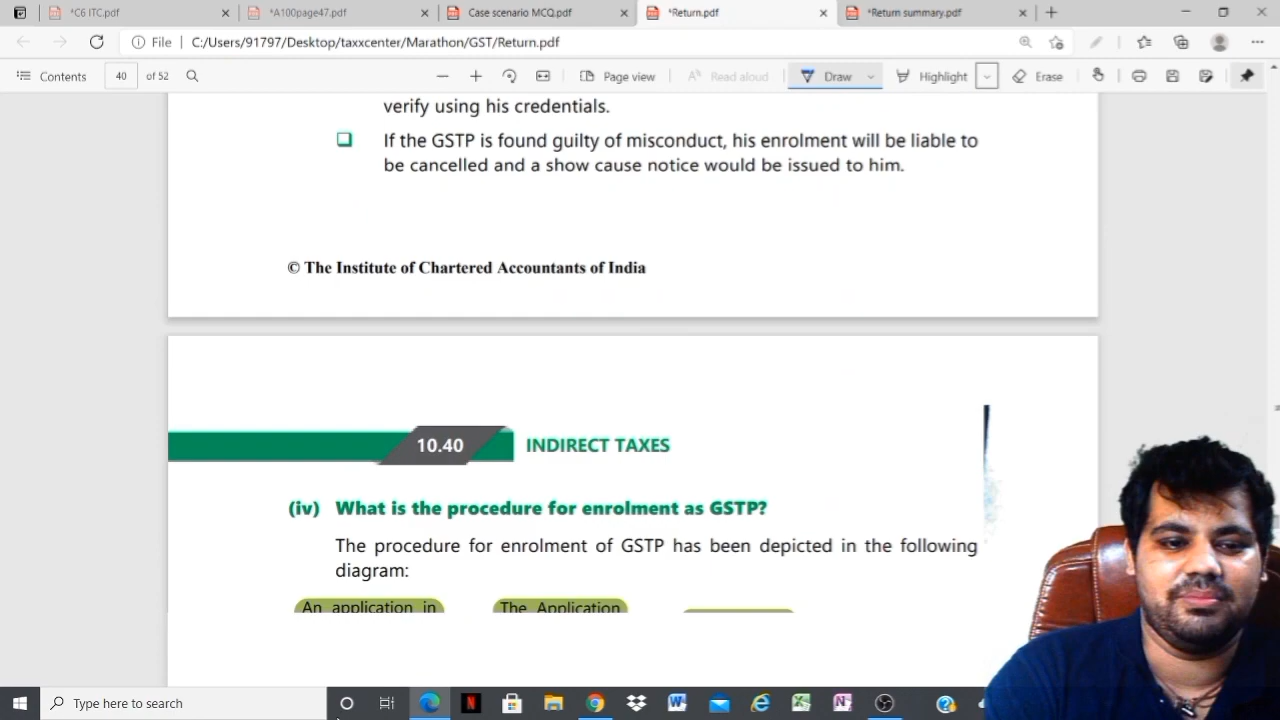 *C6 ITC.pdf
*A100page47.pdf
Case scenario MCQ.pdf
*Return.pdf
*Return summary.pdf
File
C:/Users/91797/Desktop/taxxcenter/Marathon/GST/Return.pdf
Contents
40
of 52
Page view
Read aloud
Draw
Highlight
Erase
verify using his credentials.
If the GSTP is found guilty of misconduct, his enrolment will be liable to
be cancelled and a show cause notice would be issued to him.
© The Institute of Chartered Accountants of India
10.40
INDIRECT TAXES
(iv) What is the procedure for enrolment as GSTP?
The procedure for enrolment of GSTP has been depicted in the following
diagram:
An application in
The Application
Type here to search